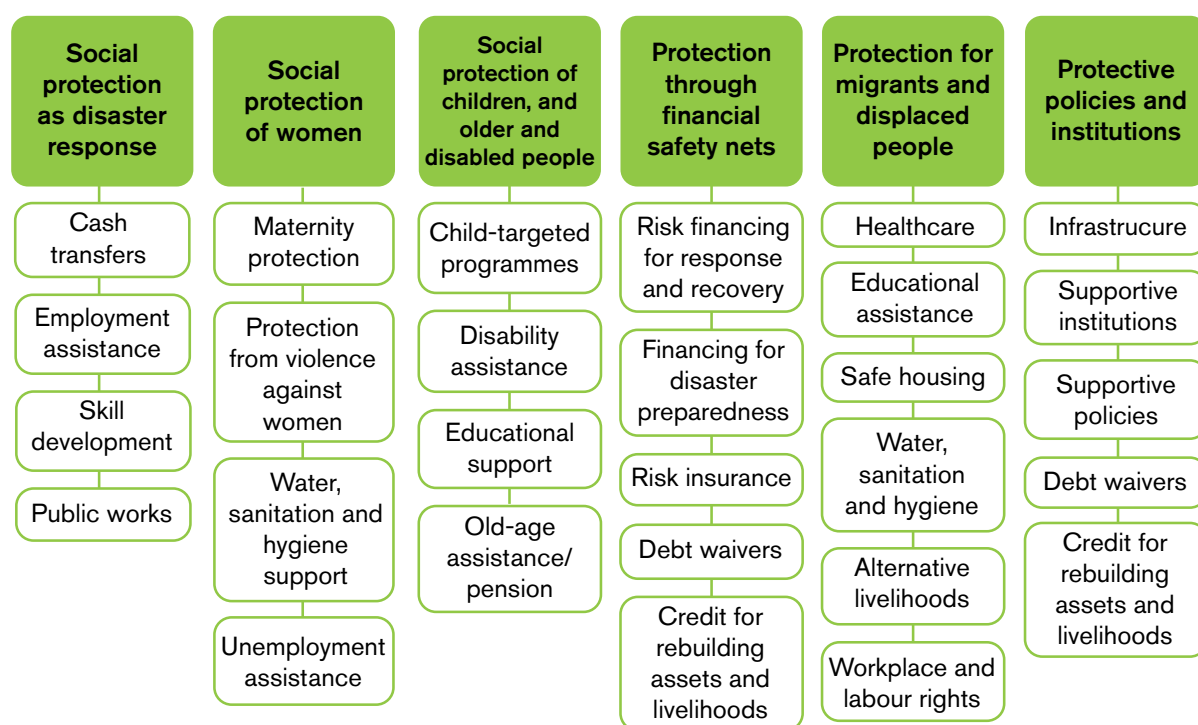 Social
protection
as disaster
response
Cash
transfers
Employment
assistance
Skill
development
Public works
Social
protection
of women
Maternity
protection
Protection
from violence
against
women
Water,
sanitation and
hygiene
support
Unemployment
assistance
Social
protection of
children, and
older and
disabled people
Child-targeted
programmes
Disability
assistance
Educational
support
Old-age
assistance/
pension
Protection
through
financial
safety nets
Risk financing
for response
and recovery
Financing for
disaster
preparedness
Risk insurance
Debt waivers
Credit for
rebuilding
assets and
livelihoods
Protection for
migrants and
displaced
people
Healthcare
Educational
assistance
Safe housing
Water,
sanitation
and hygiene
Alternative
livelihoods
Workplace and
labour rights
Protective
policies and
institutions
Infrastrucure
Supportive
institutions
Supportive
policies
Debt waivers
Credit for
rebuilding
assets and
livelihoods